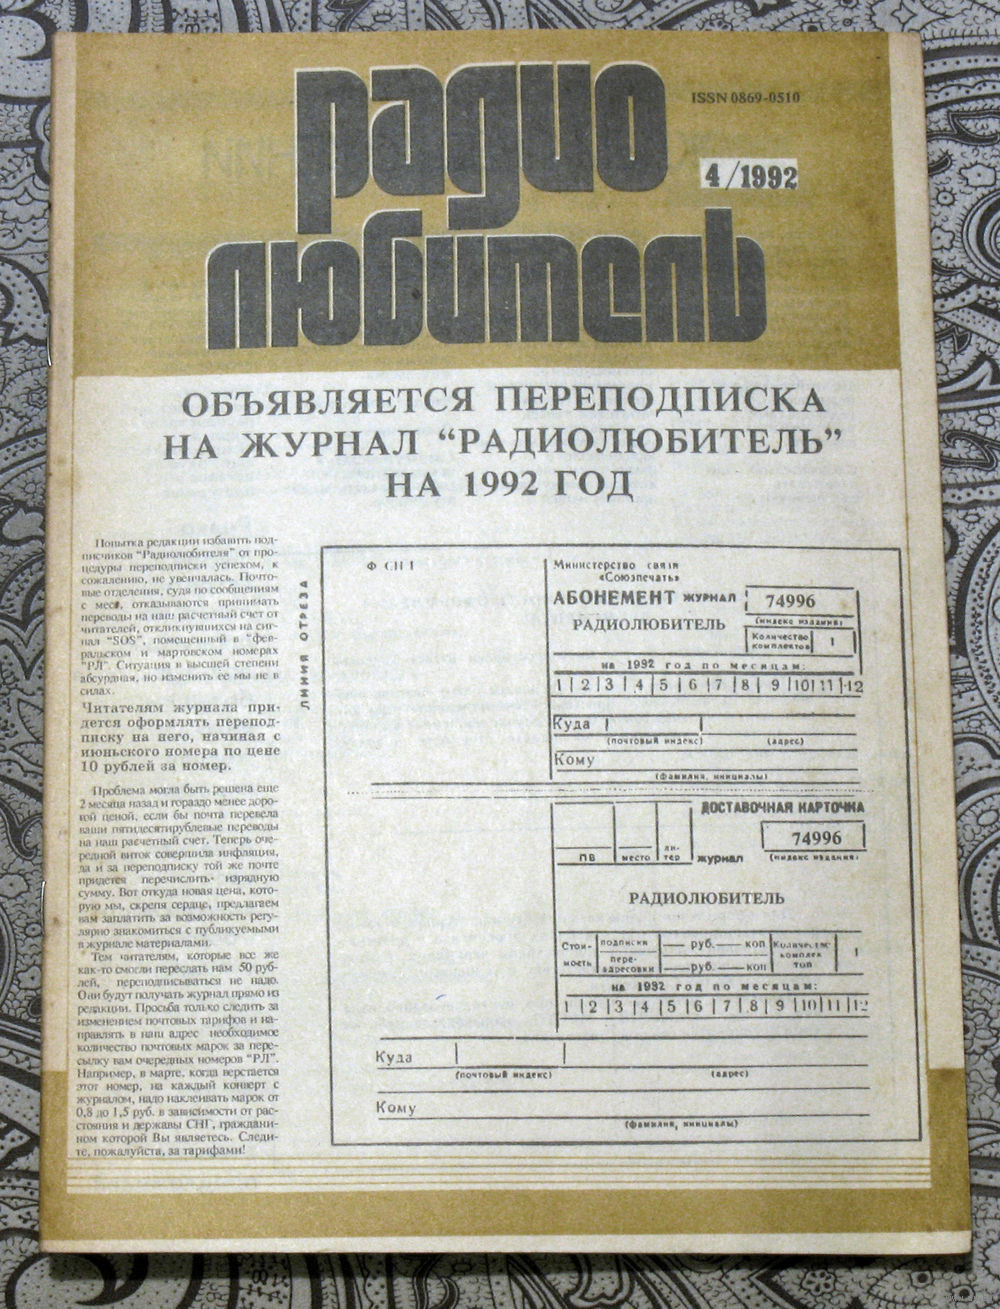 радио
любитель
ISSN 0869-0510
4/1992
ОБЪЯВЛЯЕТСЯ ПЕРЕПОДПИСКА
НА ЖУРНАЛ “РАДИОЛЮБИТЕЛЬ”
НА 1992 ГОД
Попытка редакции избавить под-
писчиков “Радиолюбителя” от про-
цедуры переподписки успехом, к
сожалению, не увенчалась. Почто-
вые отделения, судя по сообщениям
с мест, отказываются принимать
переводы на наш расчетный счет от
читателей, откликнувшихся на сиг-
нал “SOS”, помещенный в “фев-
ральском и мартовском номерах
“РЛ”. Ситуация в высшей степени
абсурдная, но изменить ее мы не в
силах.
Читателям журнала при-
дется оформлять перепод-
писку на него, начиная с
июньского номера по цене
10 рублей за номер.
Проблема могла быть решена еще
2 месяца назад и гораздо менее доро-
гой ценой, если бы почта перевела
ваши пятидесятирублевые переводы
на наш расчетный счет. Теперь оче-
редной виток совершила инфляция,
да и за переподписку той же почте
придется перечислить изрядную
сумму. Вот откуда новая цена, кото-
рую мы, скрепя сердце, предлагаем
вам заплатить за возможность регу-
лярно знакомиться с публикуемыми
в журнале материалами.
Тем читателям, которые все же
как-то смогли переслать нам 50 руб-
лей, переподписываться не надо.
Они будут получать журнал прямо из
редакции. Просьба только следить за
изменением почтовых тарифов и на-
правлять в наш адрес необходимое
количество почтовых марок за пере-
сылку вам очередных номеров “РЛ”.
Например, в марте, когда верстается
этот номер, на каждый конверт с
журналом, надо наклеивать марок от
0,8 до 1,5 руб. в зависимости от рас-
стояния и державы СНГ, граждани-
ном которой Вы являетесь. Следи-
те, пожалуйста, за тарифами!
ЛИНИЯ ОТРЕЗА
Ф СП 1
Министерство связи
«Союзпечать»
АБОНЕМЕНТ журнал 74996
РАДИОЛЮБИТЕЛЬ (индекс издания)
Количество
комплектов 1
на 1992 год по месяцам:
1 2 3 4 5 6 7 8 9 10 11 12
Куда
(почтовый индекс) (адрес)
Кому
(фамилия, инициалы)
ДОСТАВОЧНАЯ КАРТОЧКА
74996
ПВ место ли-
тер журнал (индекс издания)
РАДИОЛЮБИТЕЛЬ
Стои-
мость
подписки руб. коп
пере-
адресовки руб. коп
Количество
комплек
тов 1
на 1992 год по месяцам:
1 2 3 4 5 6 7 8 9 10 11 12
Куда
(почтовый индекс) (адрес)
Кому
(фамилия, инициалы)